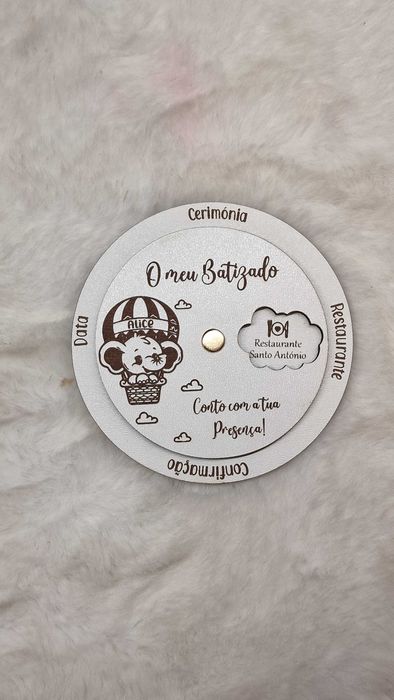 Cerimónia
O meu Batizado
Alice
Data
Restaurante
Santo António
Restaurante
Conto com a tua
Presença!
Confirmação